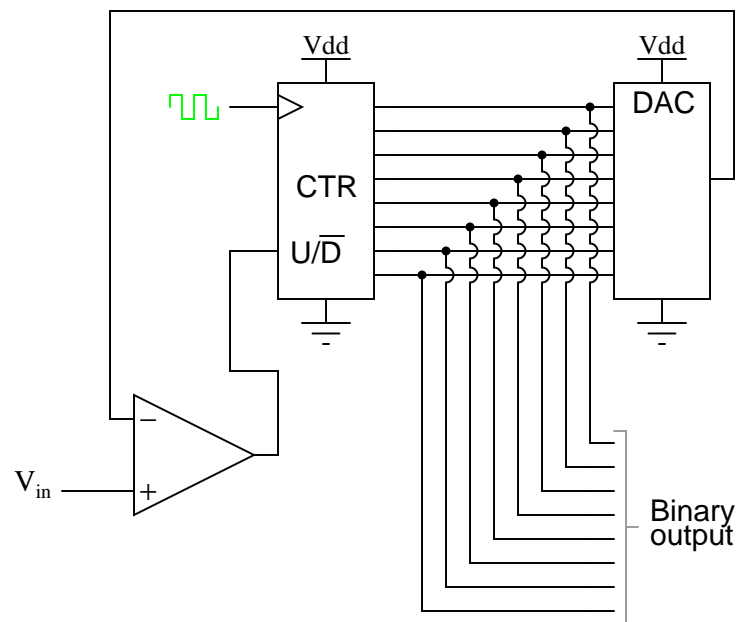 Vdd
Vdd
DAC
CTR
U/D̅
−
+
V_in
Binary
output